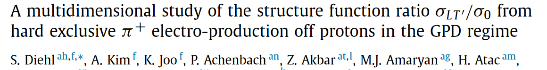 A multidimensional study of the structure function ratio σLT′/σ0 from
hard exclusive π+ electro-production off protons in the GPD regime
S. Diehl ah,f,*, A. Kim f, K. Joo f, P. Achenbach an, Z. Akbar at,l, M.J. Amaryan ag, H. Atac am,